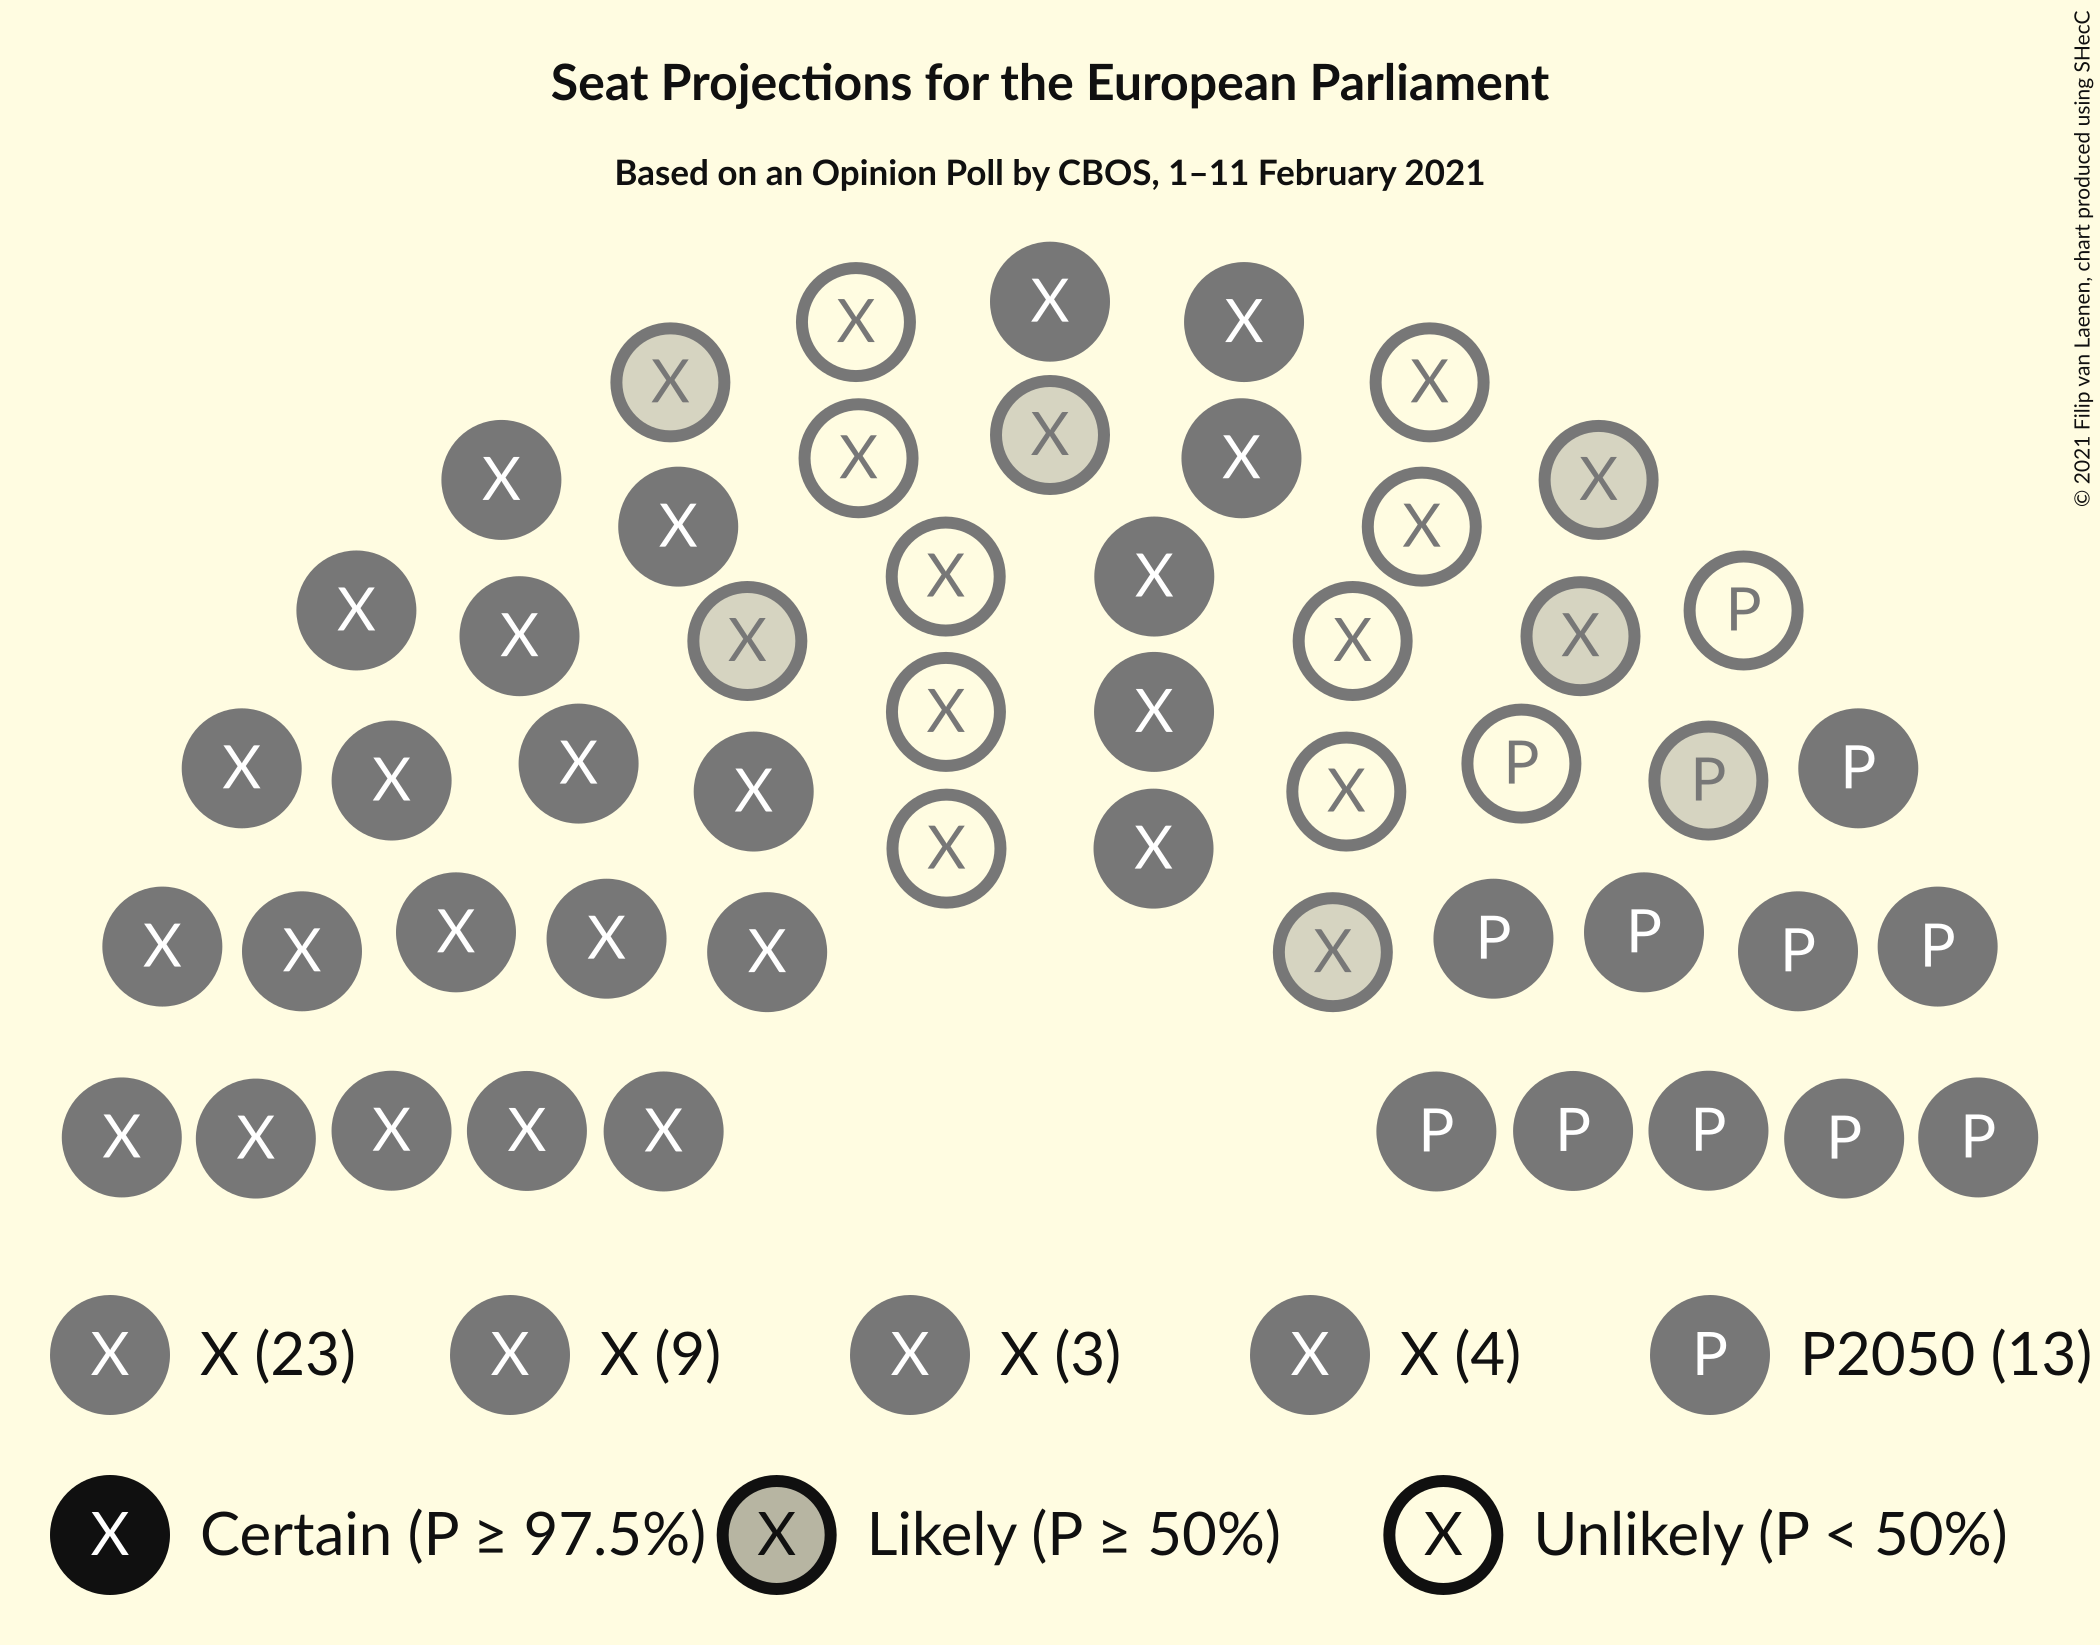 Seat Projections for the European Parliament
Based on an Opinion Poll by CBOS, 1–11 February 2021
© 2021 Filip van Laenen, chart produced using SHecC
X X X
X X X X
X X X
X X X X
X X X
X X P
X X X X
X X X P
X X P P
X X X X
X X
X X X X P P P P
X X
X X X X X P P P P P
X X (23) X X (9) X X (3) X X (4) P P2050 (13)
X Certain (P ≥ 97.5%) X Likely (P ≥ 50%) X Unlikely (P < 50%)